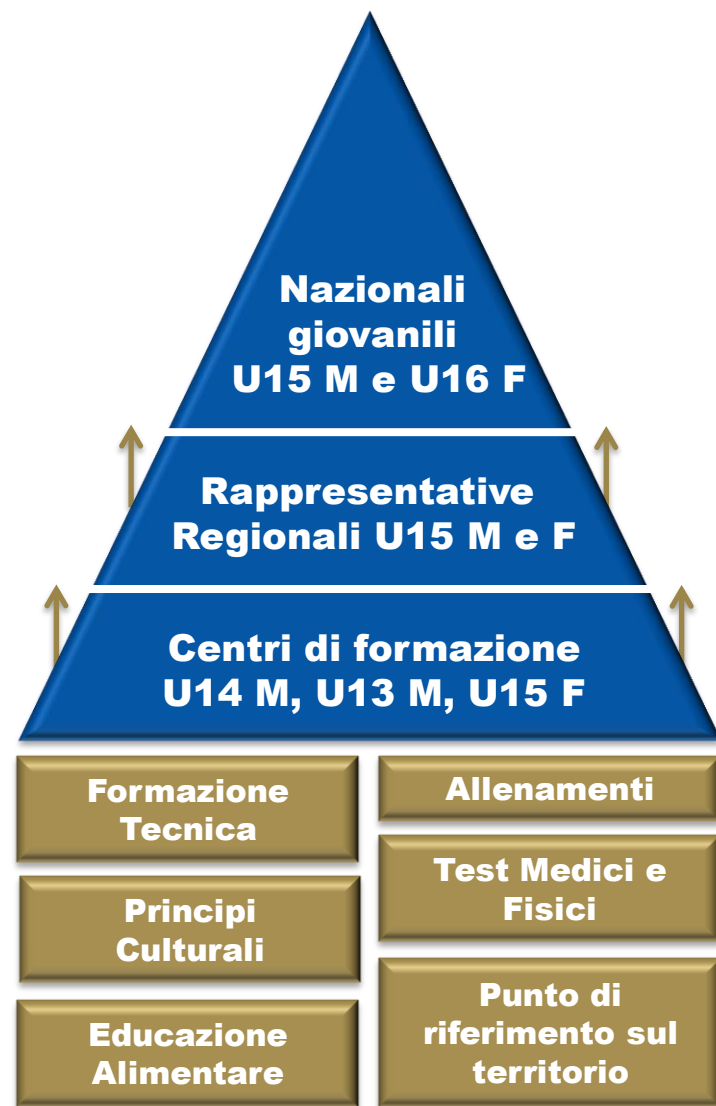 Nazionali
giovanili
U15 M e U16 F
Rappresentative
Regionali U15 M e F
Centri di formazione
U14 M, U13 M, U15 F
Formazione
Tecnica
Principi
Culturali
Educazione
Alimentare
Allenamenti
Test Medici e
Fisici
Punto di
riferimento sul
territorio